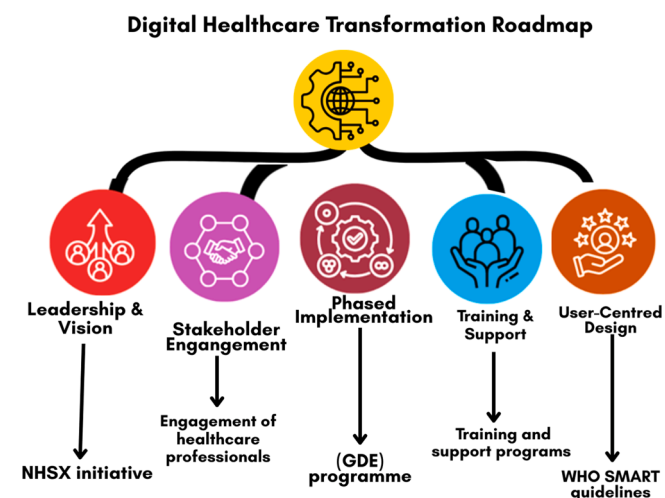 Digital Healthcare Transformation Roadmap
Leadership &
Vision
Stakeholder
Engangement
Phased
Implementation
Training &
Support
User-Centred
Design
NHSX initiative
Engagement of
healthcare
professionals
(GDE)
programme
Training and
support programs
WHO SMART
guidelines